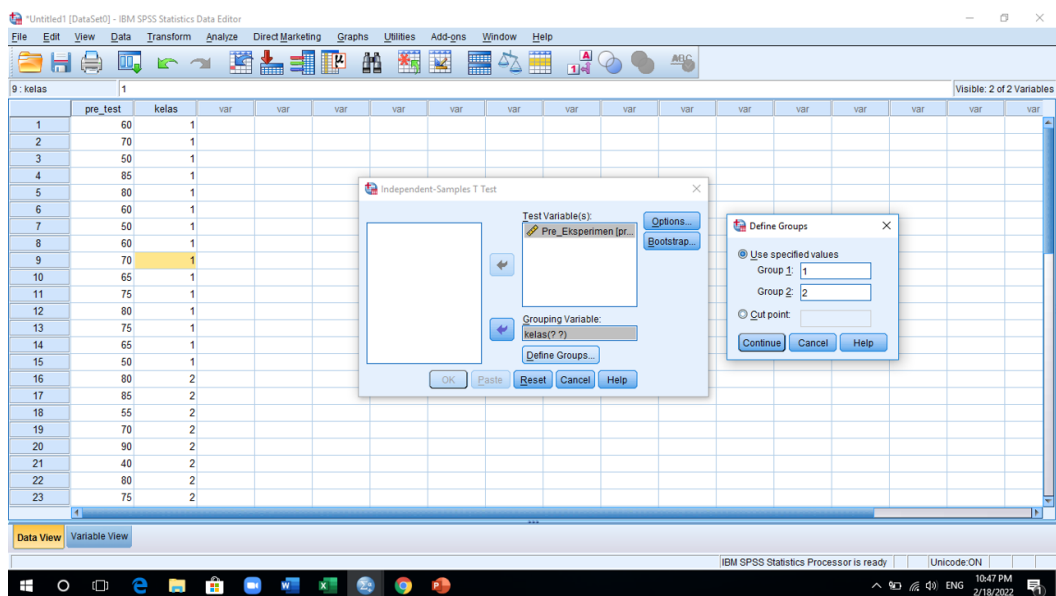 *Untitled1 [DataSet0] - IBM SPSS Statistics Data Editor
File Edit View Data Transform Analyze Direct Marketing Graphs Utilities Add-ons Window Help
9 : kelas 1 Visible: 2 of 2 Variables
pre_test kelas var var var var var var var var var var var var var var var
1 60 1
2 70 1
3 50 1
4 85 1
5 80 1
6 60 1
7 50 1
8 60 1
9 70 1
10 65 1
11 75 1
12 80 1
13 75 1
14 65 1
15 50 1
16 80 2
17 85 2
18 55 2
19 70 2
20 90 2
21 40 2
22 80 2
23 75 2
Independent-Samples T Test
Test Variable(s):
Pre_Eksperimen [pr...
Options...
Bootstrap...
Grouping Variable:
kelas(? ?)
Define Groups...
OK Paste Reset Cancel Help
Define Groups
Use specified values
Group 1: 1
Group 2: 2
Cut point:
Continue Cancel Help
Data View Variable View
IBM SPSS Statistics Processor is ready Unicode:ON
ENG 10:47 PM
2/18/2022